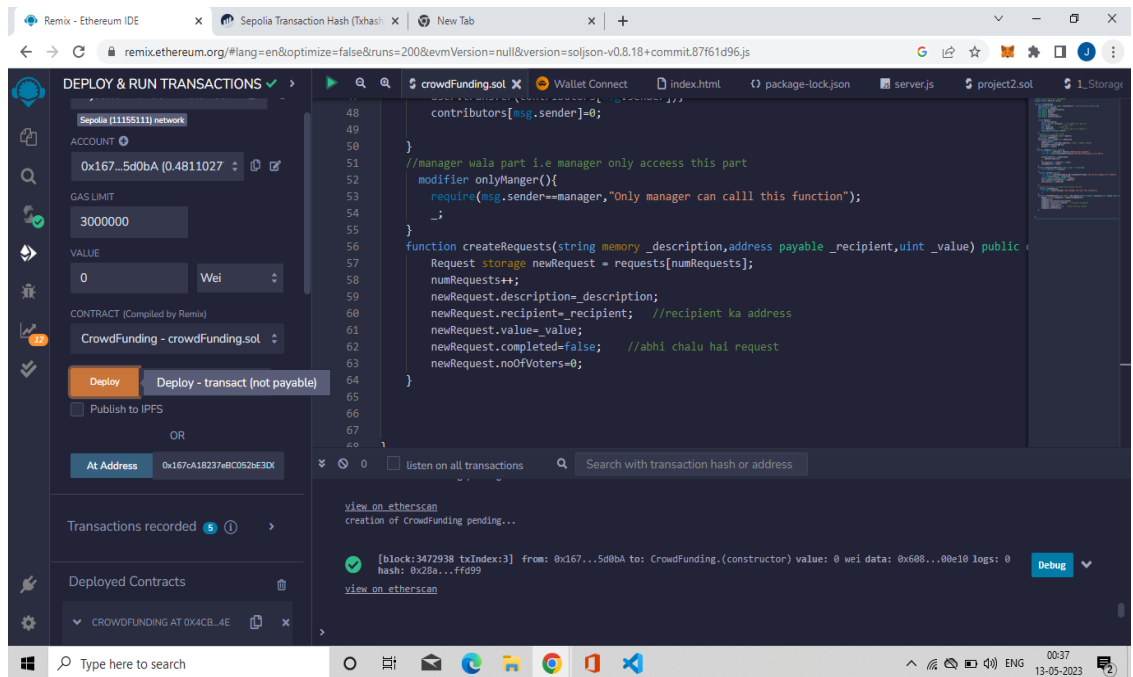 Remix - Ethereum IDE
Sepolia Transaction Hash (Txhash
New Tab
remix.ethereum.org/#lang=en&optimize=false&runs=200&evmVersion=null&version=soljson-v0.8.18+commit.87f61d96.js
DEPLOY & RUN TRANSACTIONS
Sepolia (11155111) network
ACCOUNT
0x167...5d0bA (0.4811027
GAS LIMIT
3000000
VALUE
0
Wei
CONTRACT (Compiled by Remix)
CrowdFunding - crowdFunding.sol
Deploy
Deploy - transact (not payable)
Publish to IPFS
OR
At Address
0x167cA18237eBC052bE3D
Transactions recorded 5
Deployed Contracts
CROWDFUNDING AT 0X4CB...4E
12
crowdFunding.sol
Wallet Connect
index.html
package-lock.json
server.js
project2.sol
1_Storage
48 contributors[msg.sender]=0;
49
50 }
51 //manager wala part i.e manager only acceess this part
52 modifier onlyManger(){
53 require(msg.sender==manager,"Only manager can calll this function");
54 _;
55 }
56 function createRequests(string memory _description,address payable _recipient,uint _value) public
57 Request storage newRequest = requests[numRequests];
58 numRequests++;
59 newRequest.description=_description;
60 newRequest.recipient=_recipient; //recipient ka address
61 newRequest.value=_value;
62 newRequest.completed=false; //abhi chalu hai request
63 newRequest.noOfVoters=0;
64 }
65
66
67
68 }
0
listen on all transactions
Search with transaction hash or address
view on etherscan
creation of CrowdFunding pending...
[block:3472938 txIndex:3] from: 0x167...5d0bA to: CrowdFunding.(constructor) value: 0 wei data: 0x608...00e10 logs: 0
hash: 0x28a...ffd99
Debug
view on etherscan
>
Type here to search
ENG
00:37
13-05-2023
2